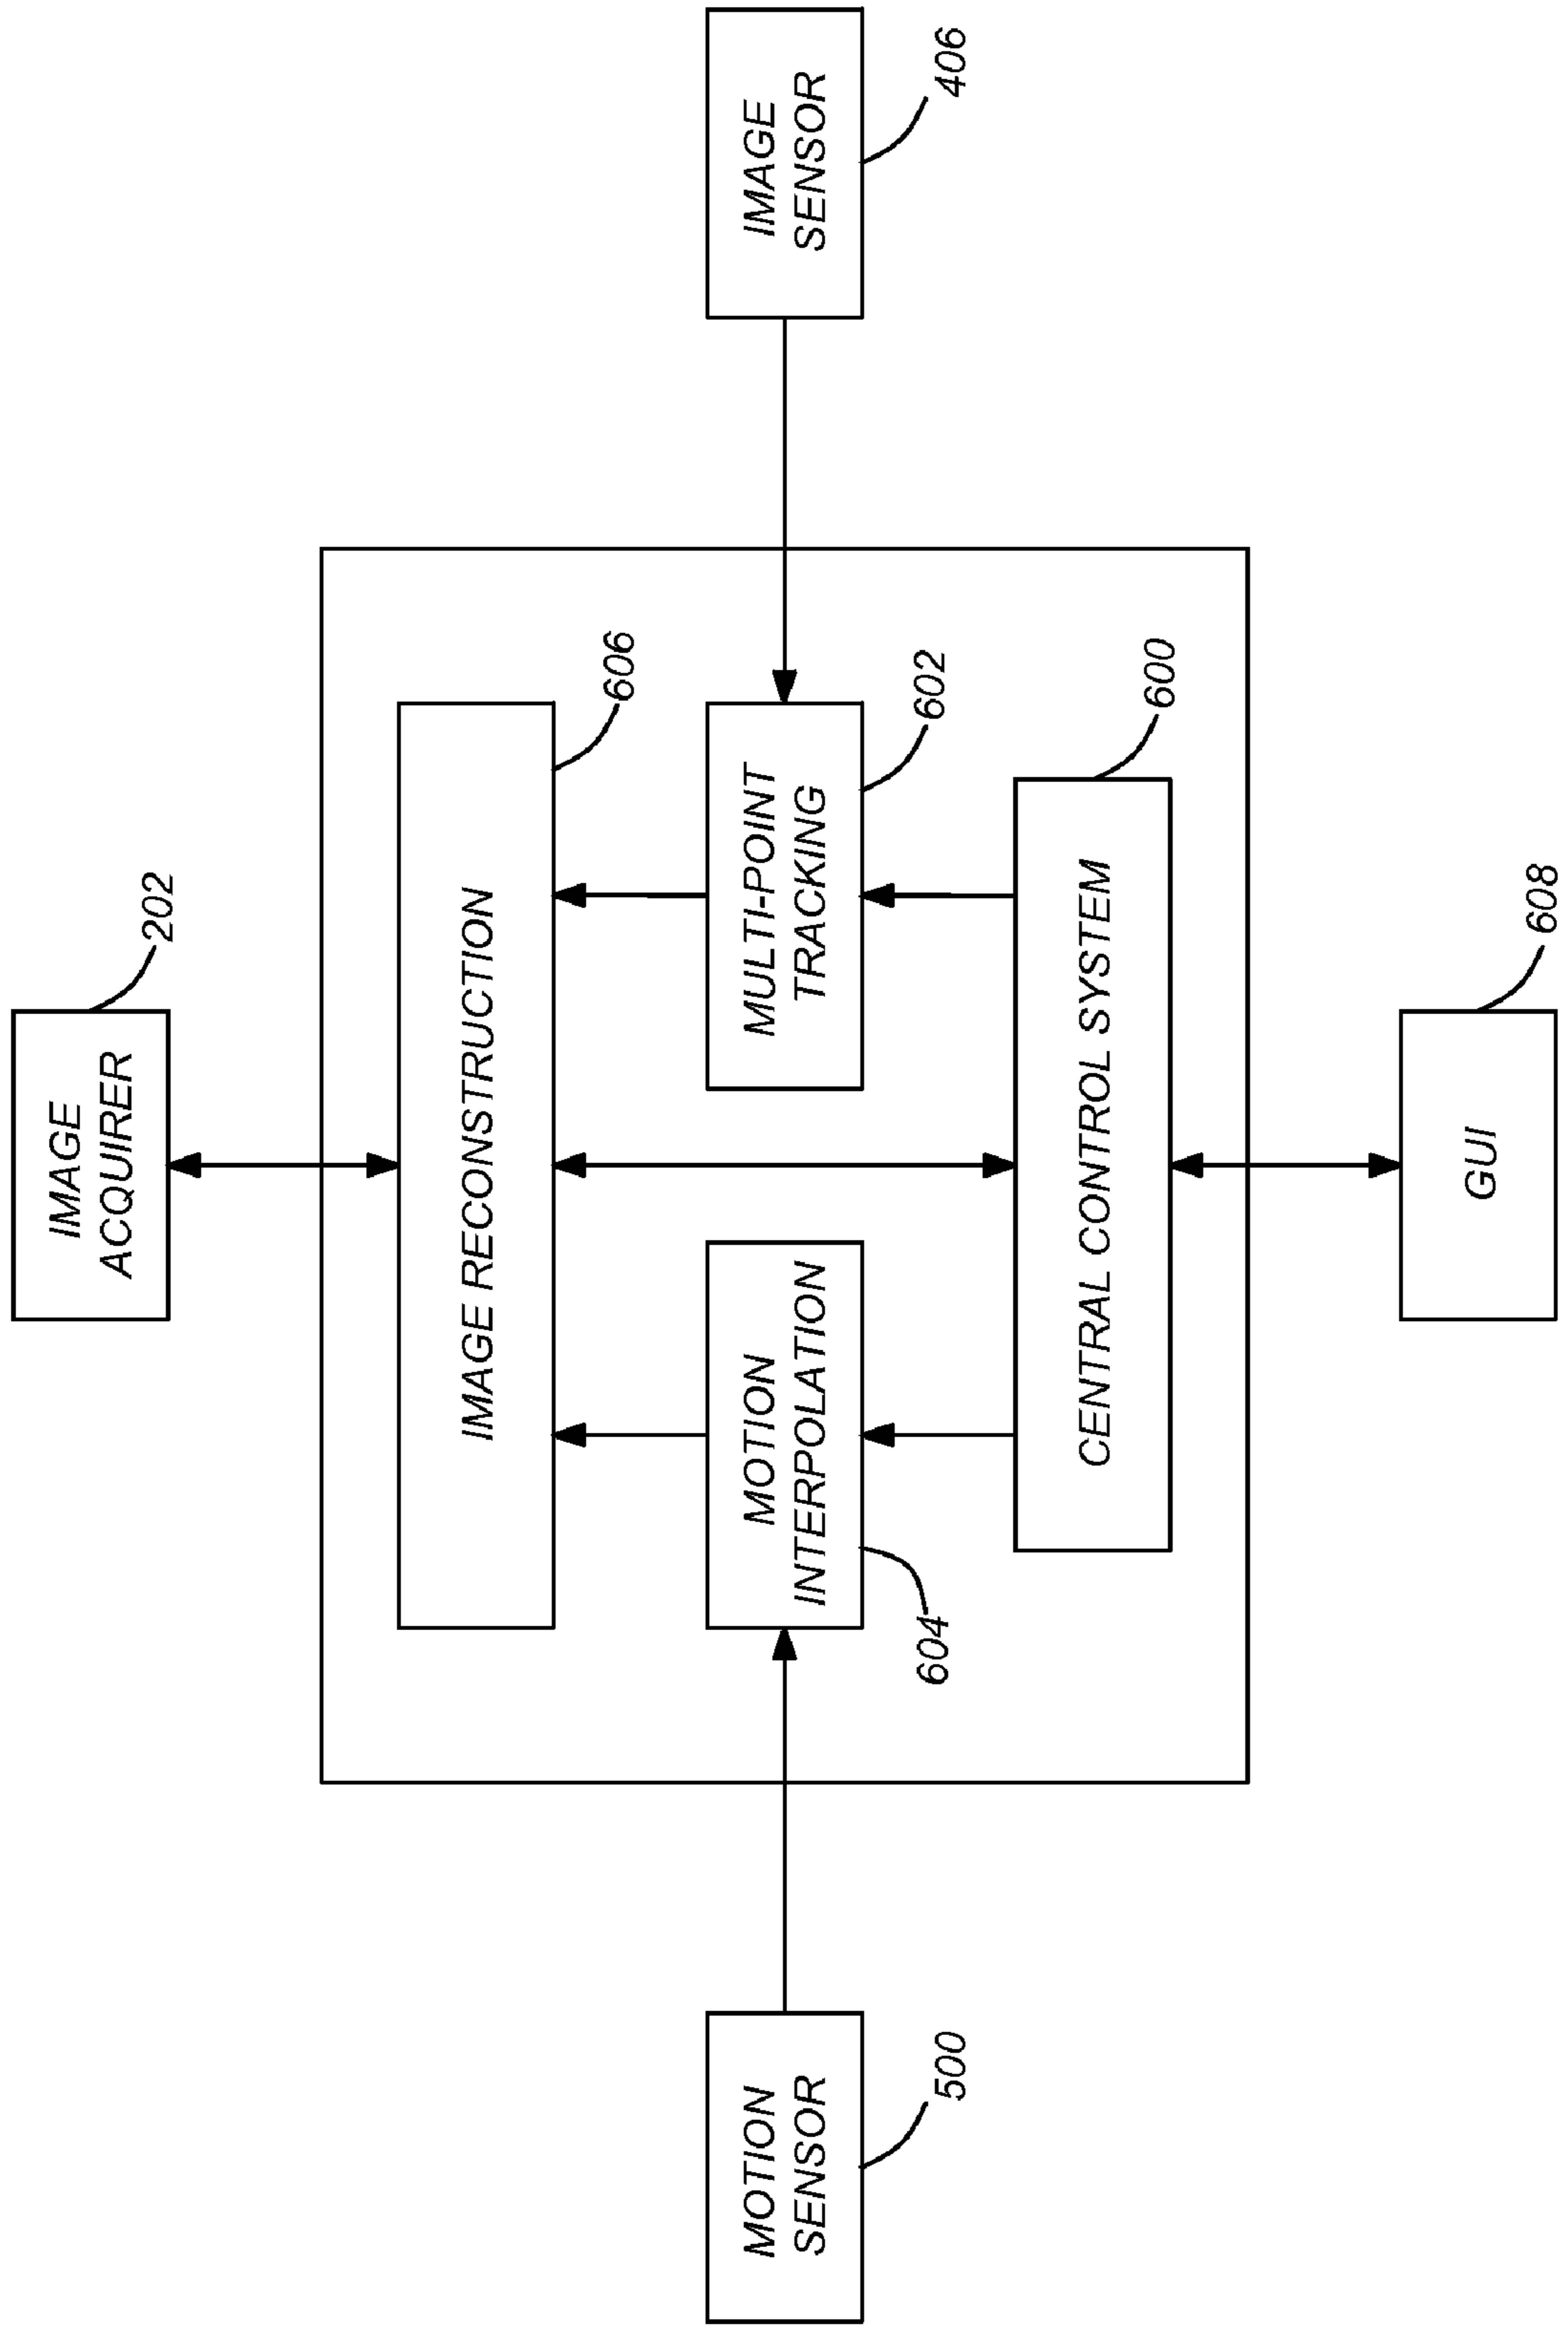 IMAGE
ACQUIRER
202
IMAGE RECONSTRUCTION
606
MOTION
SENSOR
500
MOTION
INTERPOLATION
604
MULTI-POINT
TRACKING
602
IMAGE
SENSOR
406
CENTRAL CONTROL SYSTEM
600
GUI
608